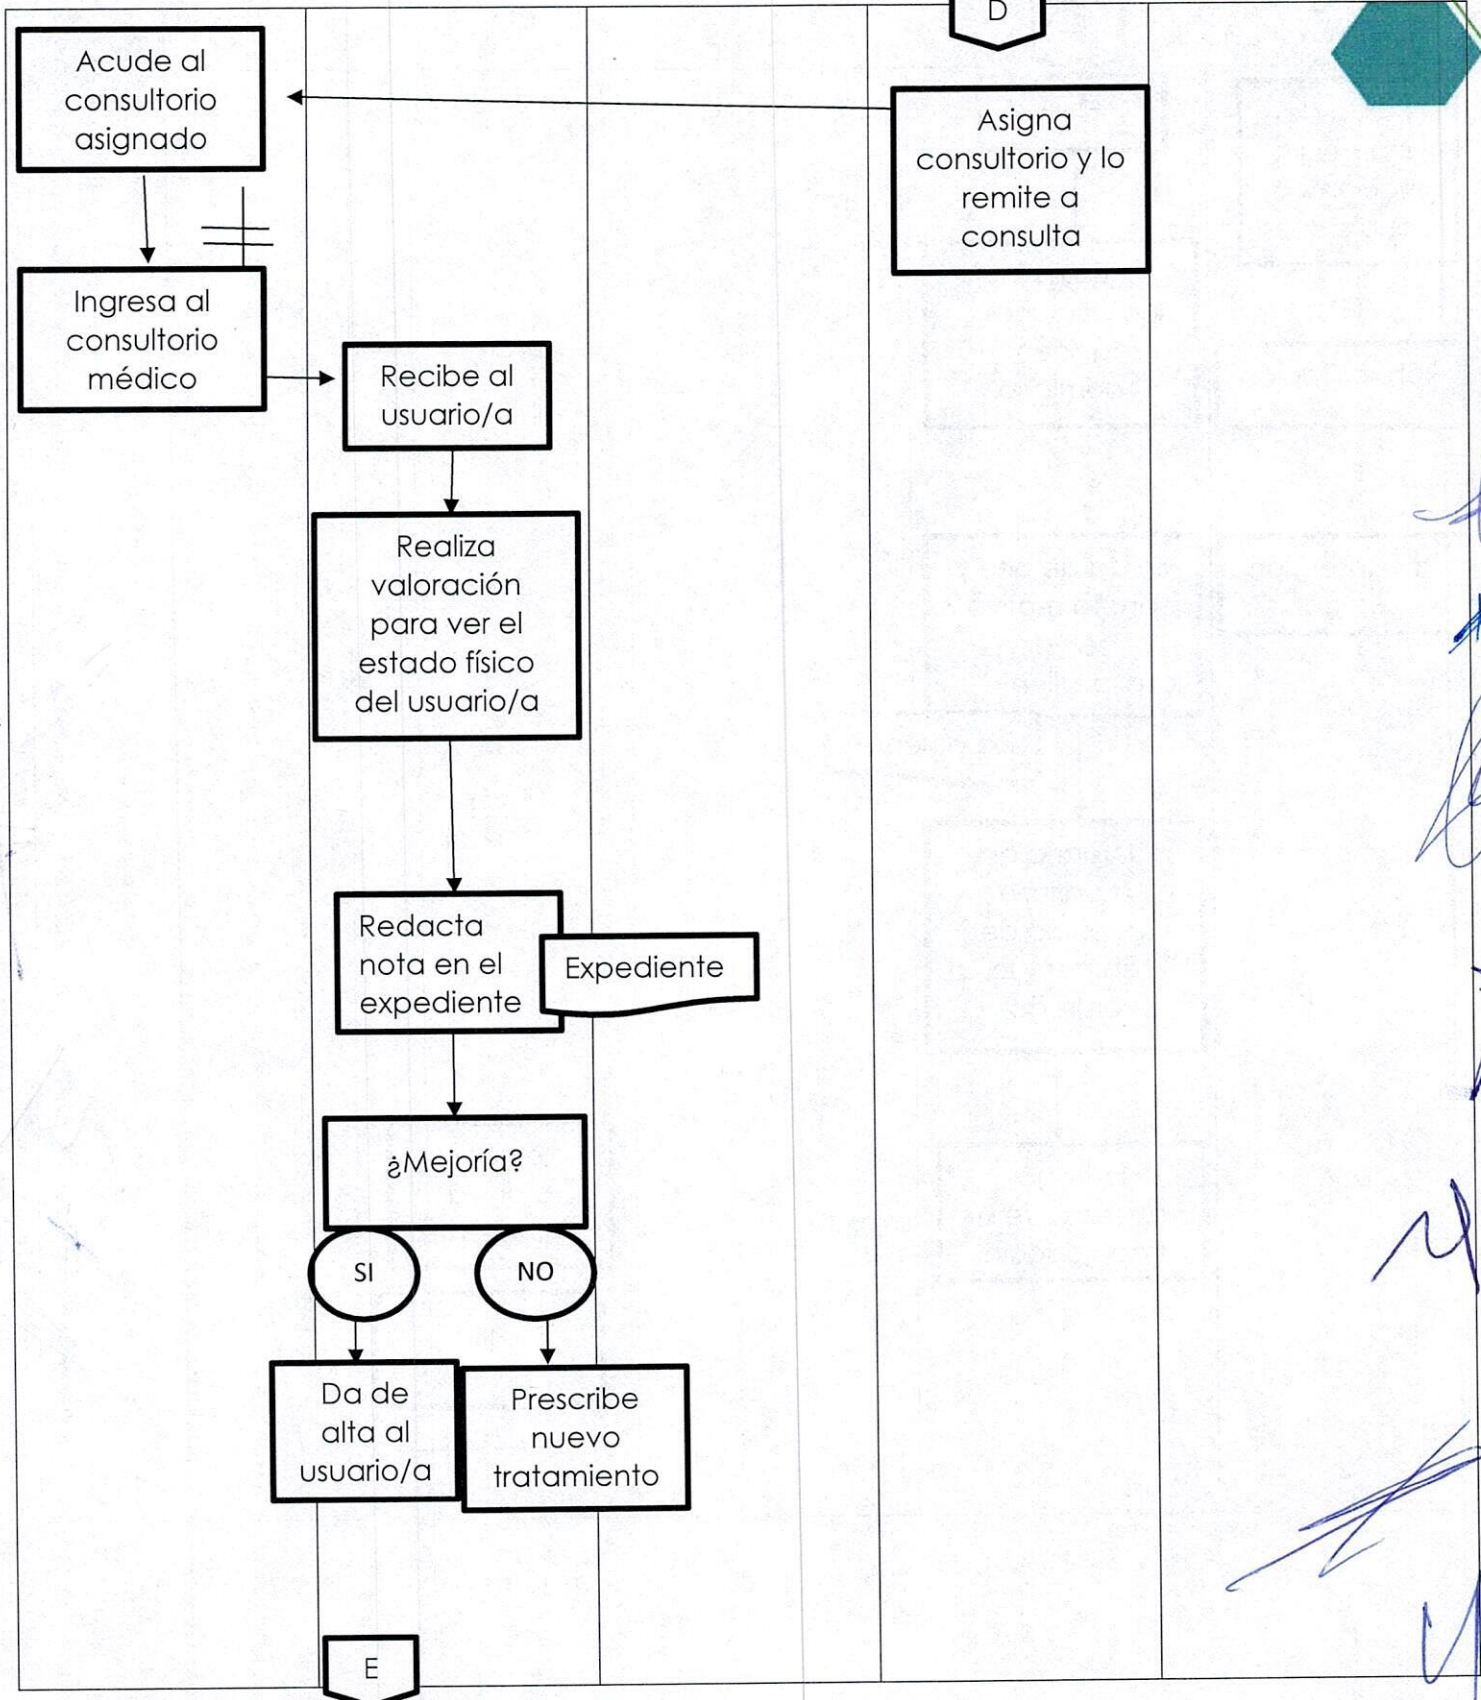 D
Acude al
consultorio
asignado
Asigna
consultorio y lo
remite a
consulta
Ingresa al
consultorio
médico
Recibe al
usuario/a
Realiza
valoración
para ver el
estado físico
del usuario/a
Redacta
nota en el
expediente
Expediente
¿Mejoría?
SI
NO
Da de
alta al
usuario/a
Prescribe
nuevo
tratamiento
E